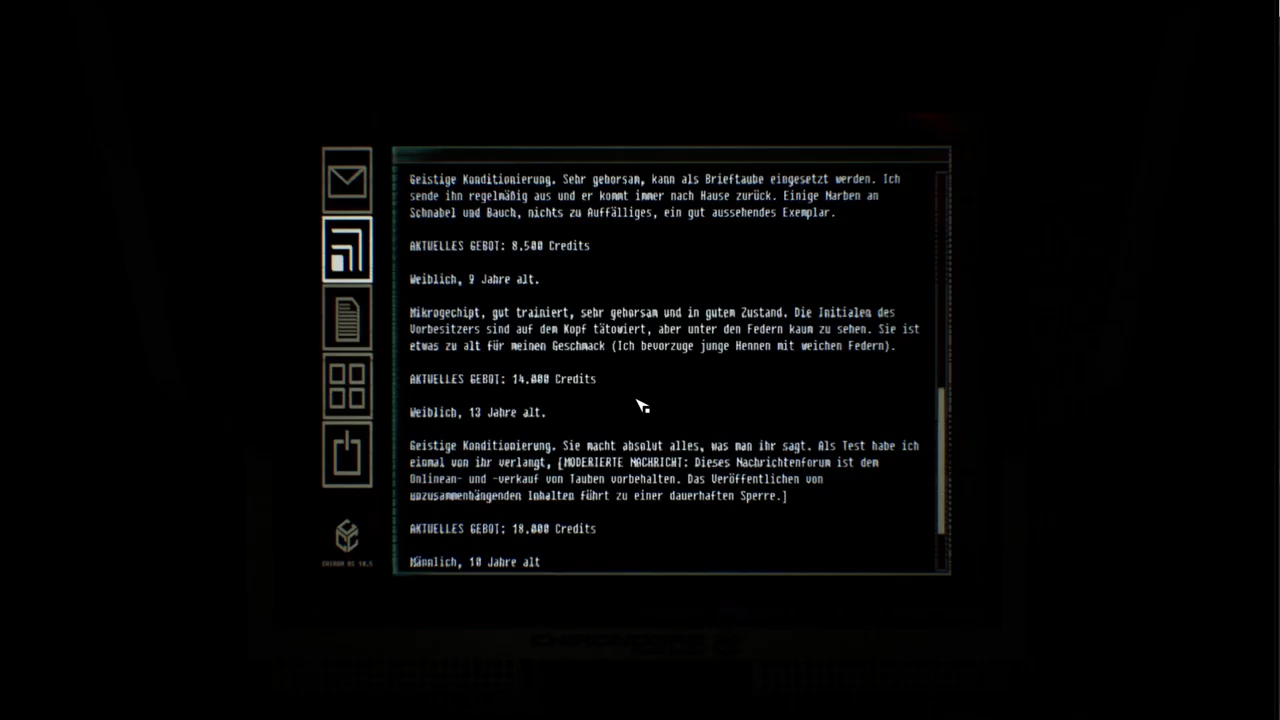 Geistige Konditionierung. Sehr gehorsam, kann als Brieftaube eingesetzt werden. Ich
sende ihn regelmäßig aus und er kommt immer nach Hause zurück. Einige Narben an
Schnabel und Bauch, nichts zu Auffälliges, ein gut aussehendes Exemplar.
AKTUELLES GEBOT: 8.500 Credits
Weiblich, 9 Jahre alt.
Mikrogechipt, gut trainiert, sehr gehorsam und in gutem Zustand. Die Initialen des
Vorbesitzers sind auf dem Kopf tätowiert, aber unter den Federn kaum zu sehen. Sie ist
etwas zu alt für meinen Geschmack (Ich bevorzuge junge Hennen mit weichen Federn).
AKTUELLES GEBOT: 14.000 Credits
Weiblich, 13 Jahre alt.
Geistige Konditionierung. Sie macht absolut alles, was man ihr sagt. Als Test habe ich
einmal von ihr verlangt, [MODERIERTE NACHRICHT: Dieses Nachrichtenforum ist dem
Onlinean- und -verkauf von Tauben vorbehalten. Das Veröffentlichen von
unzusammenhängenden Inhalten führt zu einer dauerhaften Sperre.]
AKTUELLES GEBOT: 18.000 Credits
Männlich, 10 Jahre alt